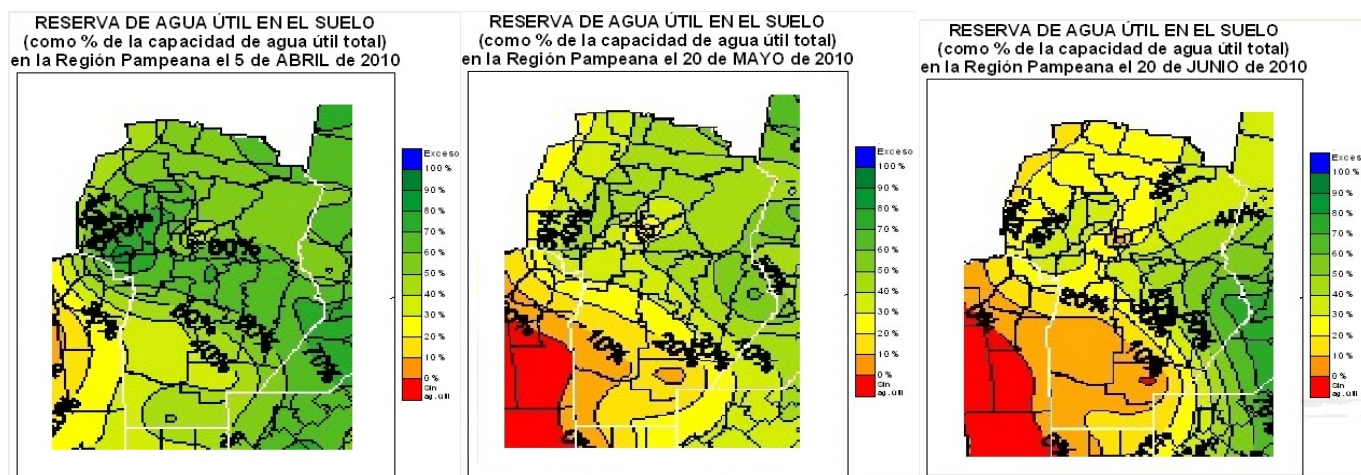 RESERVA DE AGUA ÚTIL EN EL SUELO
(como % de la capacidad de agua útil total)
en la Región Pampeana el 5 de ABRIL de 2010
Exceso
100 %
90 %
80 %
70 %
60 %
50 %
40 %
30 %
20 %
10 %
0 %
Sin
ag. útil
60%
40%
RESERVA DE AGUA ÚTIL EN EL SUELO
(como % de la capacidad de agua útil total)
en la Región Pampeana el 20 de MAYO de 2010
Exceso
100 %
90 %
80 %
70 %
60 %
50 %
40 %
30 %
20 %
10 %
0 %
Sin
ag. útil
10%
20%
RESERVA DE AGUA ÚTIL EN EL SUELO
(como % de la capacidad de agua útil total)
en la Región Pampeana el 20 de JUNIO de 2010
Exceso
100 %
90 %
80 %
70 %
60 %
50 %
40 %
30 %
20 %
10 %
0 %
Sin
ag. útil
40%
20%
10%